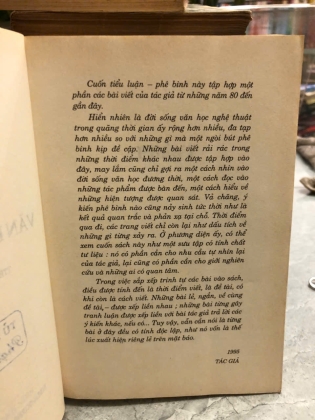 Cuốn tiểu luận - phê bình này tập hợp một
phần các bài viết của tác giả từ những năm 80 đến
gần đây.
Hiển nhiên là đời sống văn học nghệ thuật
trong quãng thời gian ấy rộng hơn nhiều, đa tạp
hơn nhiều so với những gì mà một ngòi bút phê
bình kịp đề cập. Những bài viết rải rác trong
những thời điểm khác nhau được tập hợp vào
đây, may lắm cũng chỉ gợi ra một cách nhìn vào
đời sống văn học đương thời, một cách đọc vào
những tác phẩm được bàn đến, một cách hiểu về
những hiện tượng được quan sát. Và chăng, ý
kiến phê bình nào cũng nảy sinh tức thời như là
kết quả quan trắc và phản xạ tại chỗ. Thời điểm
qua đi, các trang viết chỉ còn lại như dấu tích về
những gì từng xảy ra. Ở phương diện ấy, có thể
xem cuốn sách này như một sưu tập có tính chất
tư liệu : nó có phần cho nhu cầu tự nhìn lại
của tác giả, lại cũng có phần cho giới nghiên
cứu và những ai có quan tâm.
Trong việc sắp xếp trình tự các bài vào sách,
điều được tính đến là thời điểm viết, là đề tài, có
khi còn là cách viết. Những bài lẻ, ngắn, về cùng
đề tài,- được xếp liền nhau ; những bài từng gây
tranh luận được xếp liền với bài tác giả trả lời các
ý kiến khác, nếu có... Tuy vậy, vẫn cần nói là từng
bài ở đây đều có tính độc lập, như nó vốn là thế
lúc xuất hiện riêng lẻ trên mặt báo.
1998
TÁC GIẢ
VĂN